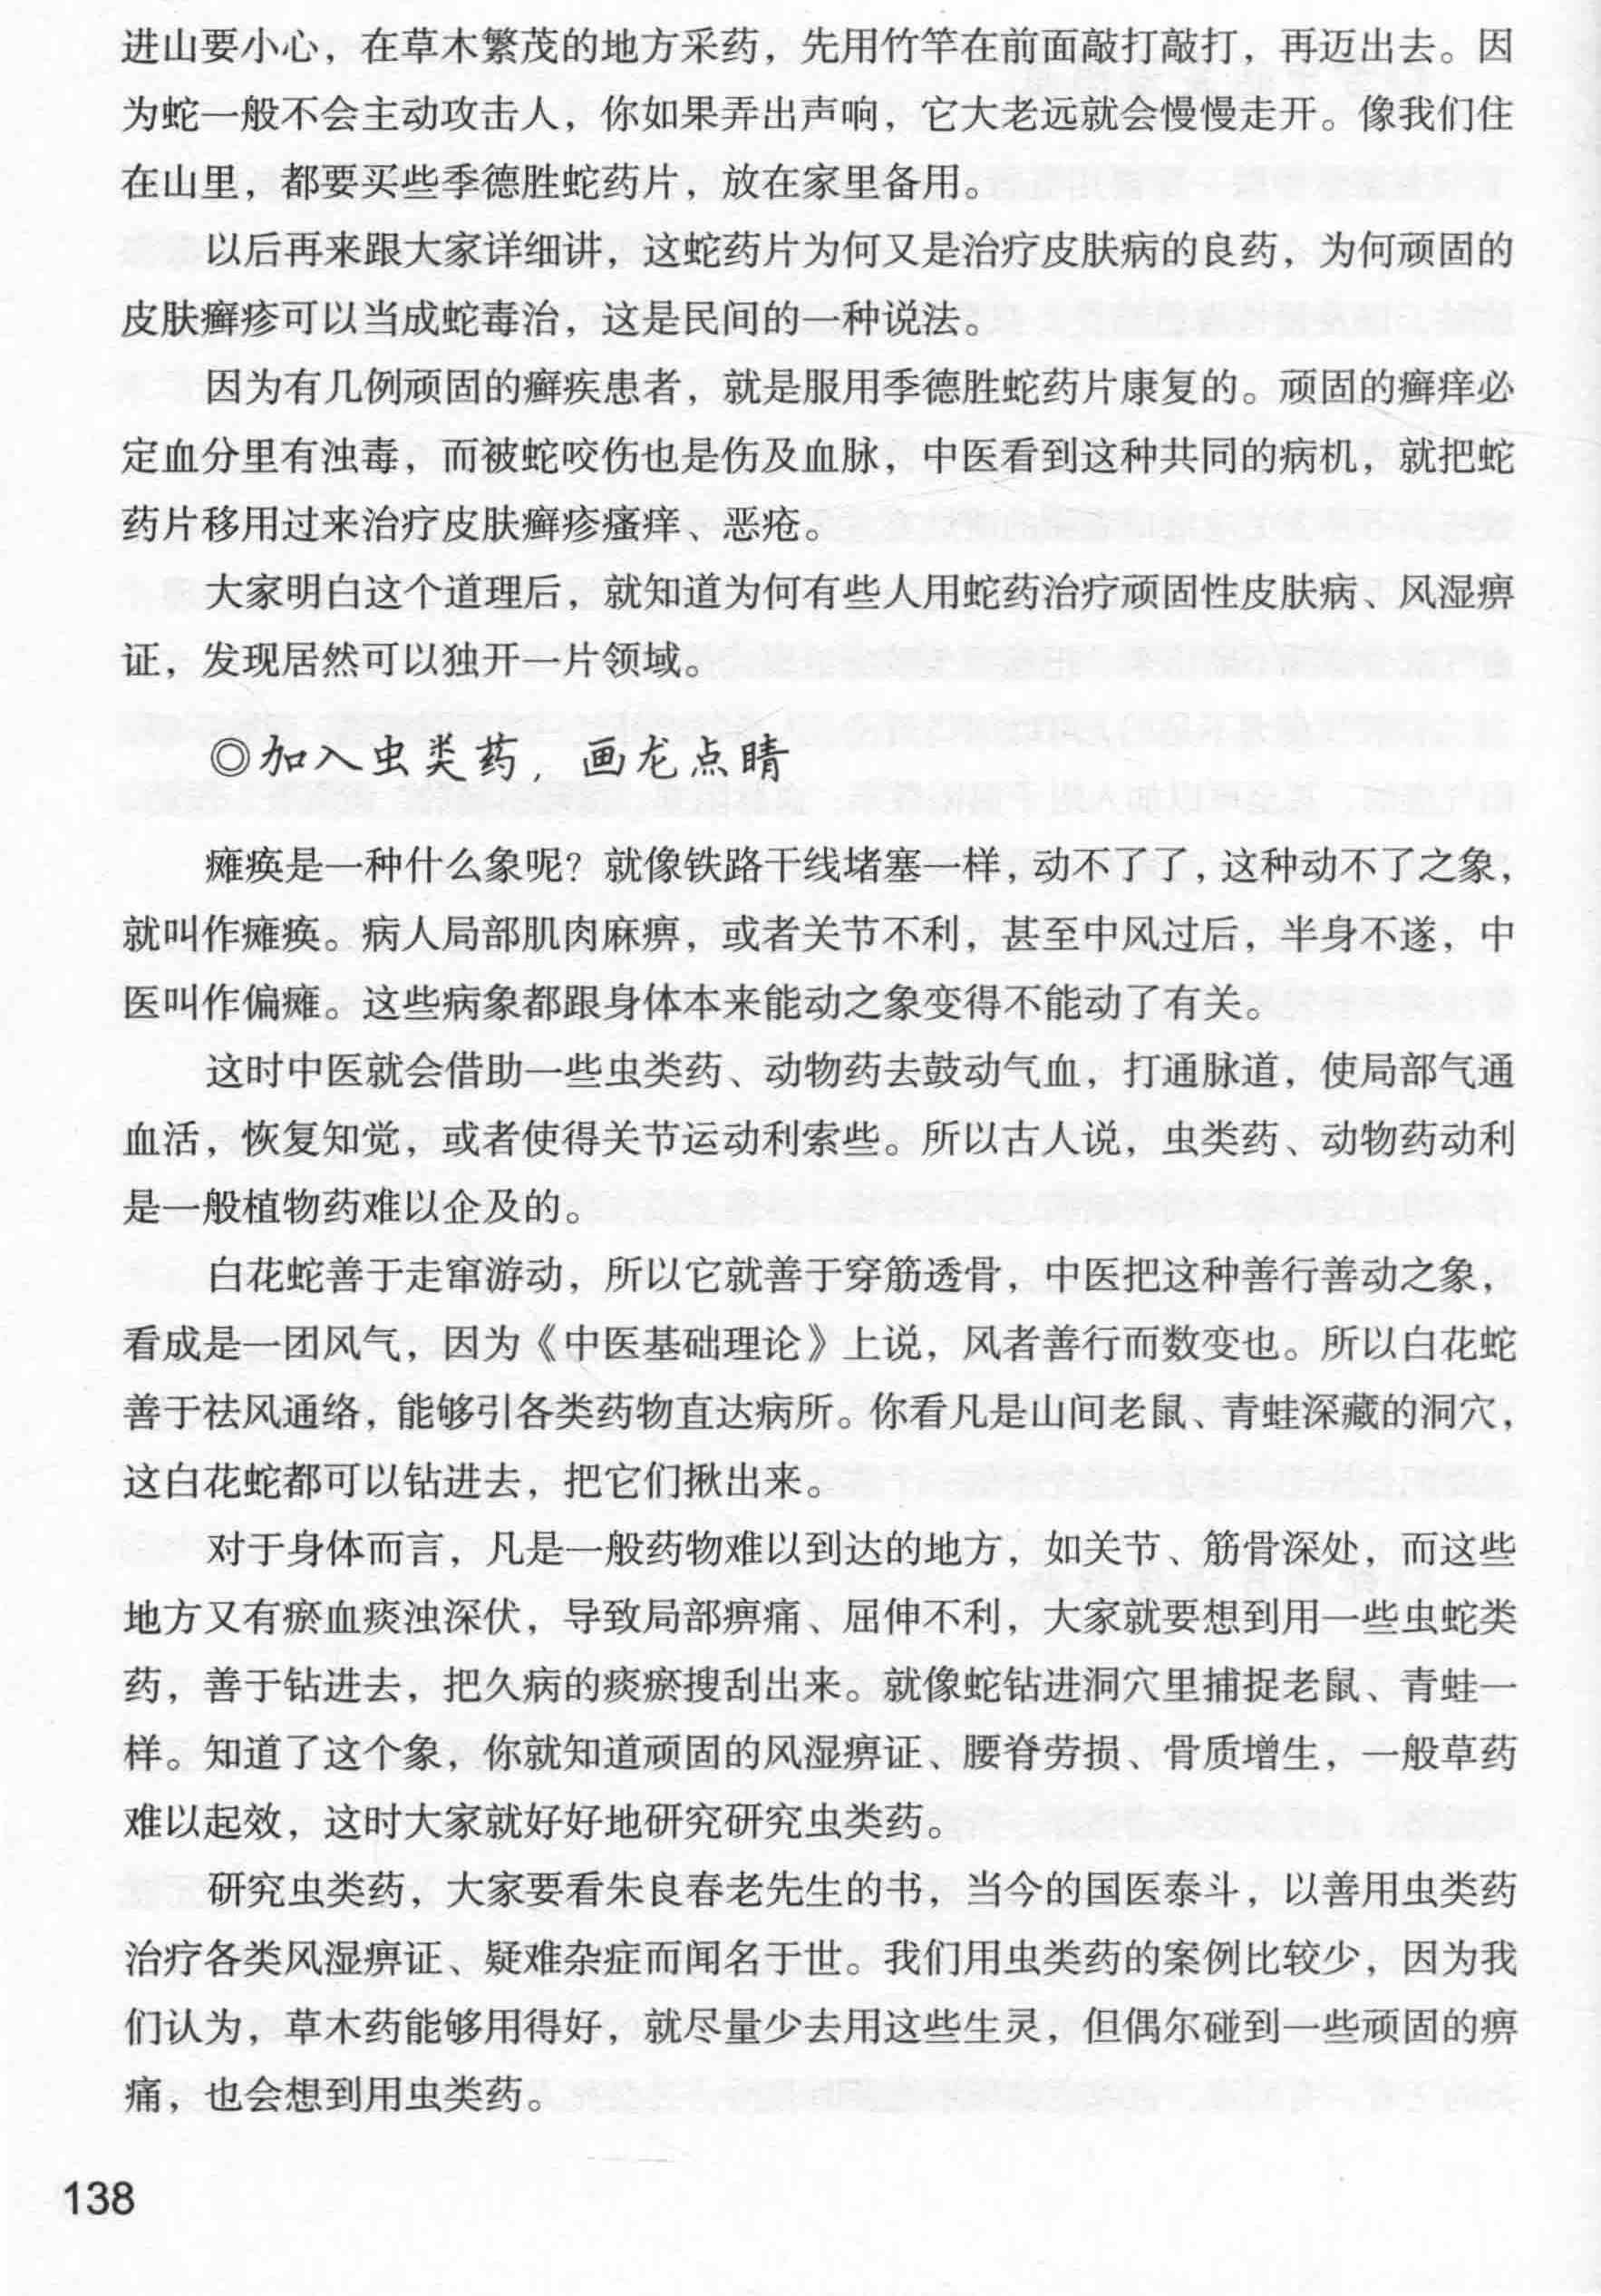 进山要小心，在草木繁茂的地方采药，先用竹竿在前面敲打敲打，再迈出去。因
为蛇一般不会主动攻击人，你如果弄出声响，它大老远就会慢慢走开。像我们住
在山里，都要买些季德胜蛇药片，放在家里备用。
以后再来跟大家详细讲，这蛇药片为何又是治疗皮肤病的良药，为何顽固的
皮肤癣疹可以当成蛇毒治，这是民间的一种说法。
因为有几例顽固的癣疾患者，就是服用季德胜蛇药片康复的。顽固的癣痒必
定血分里有浊毒，而被蛇咬伤也是伤及血脉，中医看到这种共同的病机，就把蛇
药片移用过来治疗皮肤癣疹瘙痒、恶疮。
大家明白这个道理后，就知道为何有些人用蛇药治疗顽固性皮肤病、风湿痹
证，发现居然可以独开一片领域。
◎加入虫类药，画龙点睛
瘫痪是一种什么象呢？就像铁路干线堵塞一样，动不了了，这种动不了之象，
就叫作瘫痪。病人局部肌肉麻痹，或者关节不利，甚至中风过后，半身不遂，中
医叫作偏瘫。这些病象都跟身体本来能动之象变得不能动了有关。
这时中医就会借助一些虫类药、动物药去鼓动气血，打通脉道，使局部气通
血活，恢复知觉，或者使得关节运动利索些。所以古人说，虫类药、动物药动利
是一般植物药难以企及的。
白花蛇善于走窜游动，所以它就善于穿筋透骨，中医把这种善行善动之象，
看成是一团风气，因为《中医基础理论》上说，风者善行而数变也。所以白花蛇
善于祛风通络，能够引各类药物直达病所。你看凡是山间老鼠、青蛙深藏的洞穴，
这白花蛇都可以钻进去，把它们揪出来。
对于身体而言，凡是一般药物难以到达的地方，如关节、筋骨深处，而这些
地方又有瘀血痰浊深伏，导致局部痹痛、屈伸不利，大家就要想到用一些虫蛇类
药，善于钻进去，把久病的痰瘀搜刮出来。就像蛇钻进洞穴里捕捉老鼠、青蛙一
样。知道了这个象，你就知道顽固的风湿痹证、腰脊劳损、骨质增生，一般草药
难以起效，这时大家就好好地研究研究虫类药。
研究虫类药，大家要看朱良春老先生的书，当今的国医泰斗，以善用虫类药
治疗各类风湿痹证、疑难杂症而闻名于世。我们用虫类药的案例比较少，因为我
们认为，草木药能够用得好，就尽量少去用这些生灵，但偶尔碰到一些顽固的痹
痛，也会想到用虫类药。
138